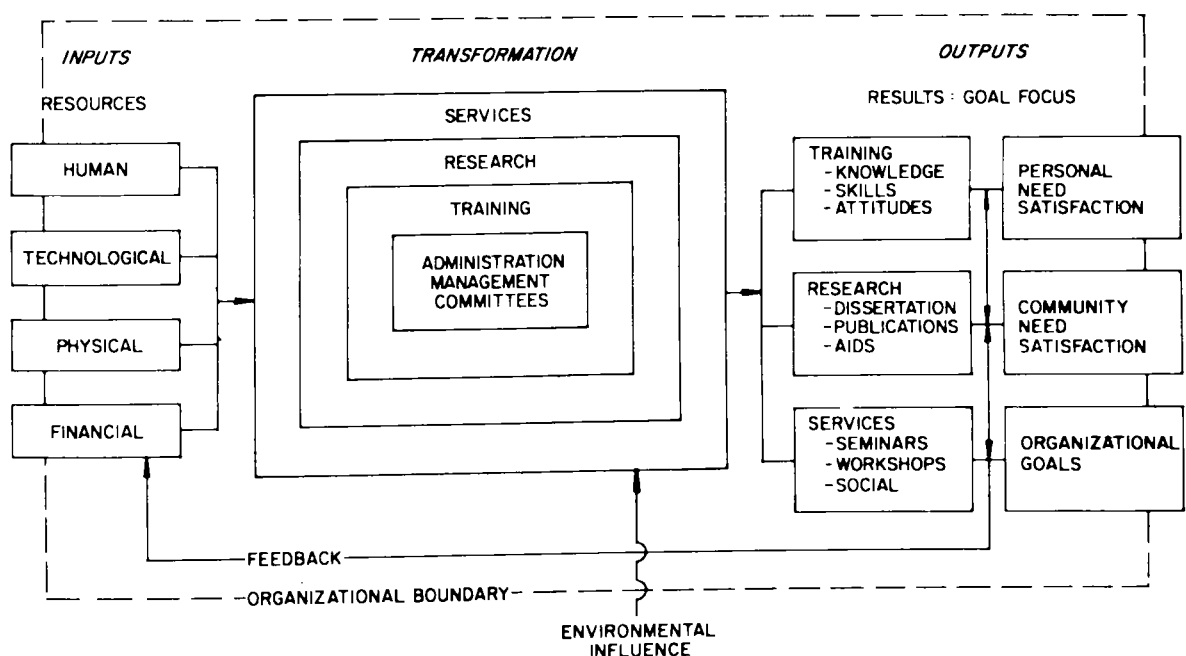 INPUTS
TRANSFORMATION
OUTPUTS
RESOURCES
RESULTS : GOAL FOCUS
HUMAN
TECHNOLOGICAL
PHYSICAL
FINANCIAL
SERVICES
RESEARCH
TRAINING
ADMINISTRATION
MANAGEMENT
COMMITTEES
TRAINING
-KNOWLEDGE
-SKILLS
-ATTITUDES
PERSONAL
NEED
SATISFACTION
RESEARCH
-DISSERTATION
-PUBLICATIONS
-AIDS
COMMUNITY
NEED
SATISFACTION
SERVICES
-SEMINARS
-WORKSHOPS
-SOCIAL
ORGANIZATIONAL
GOALS
FEEDBACK
ORGANIZATIONAL BOUNDARY
ENVIRONMENTAL
INFLUENCE